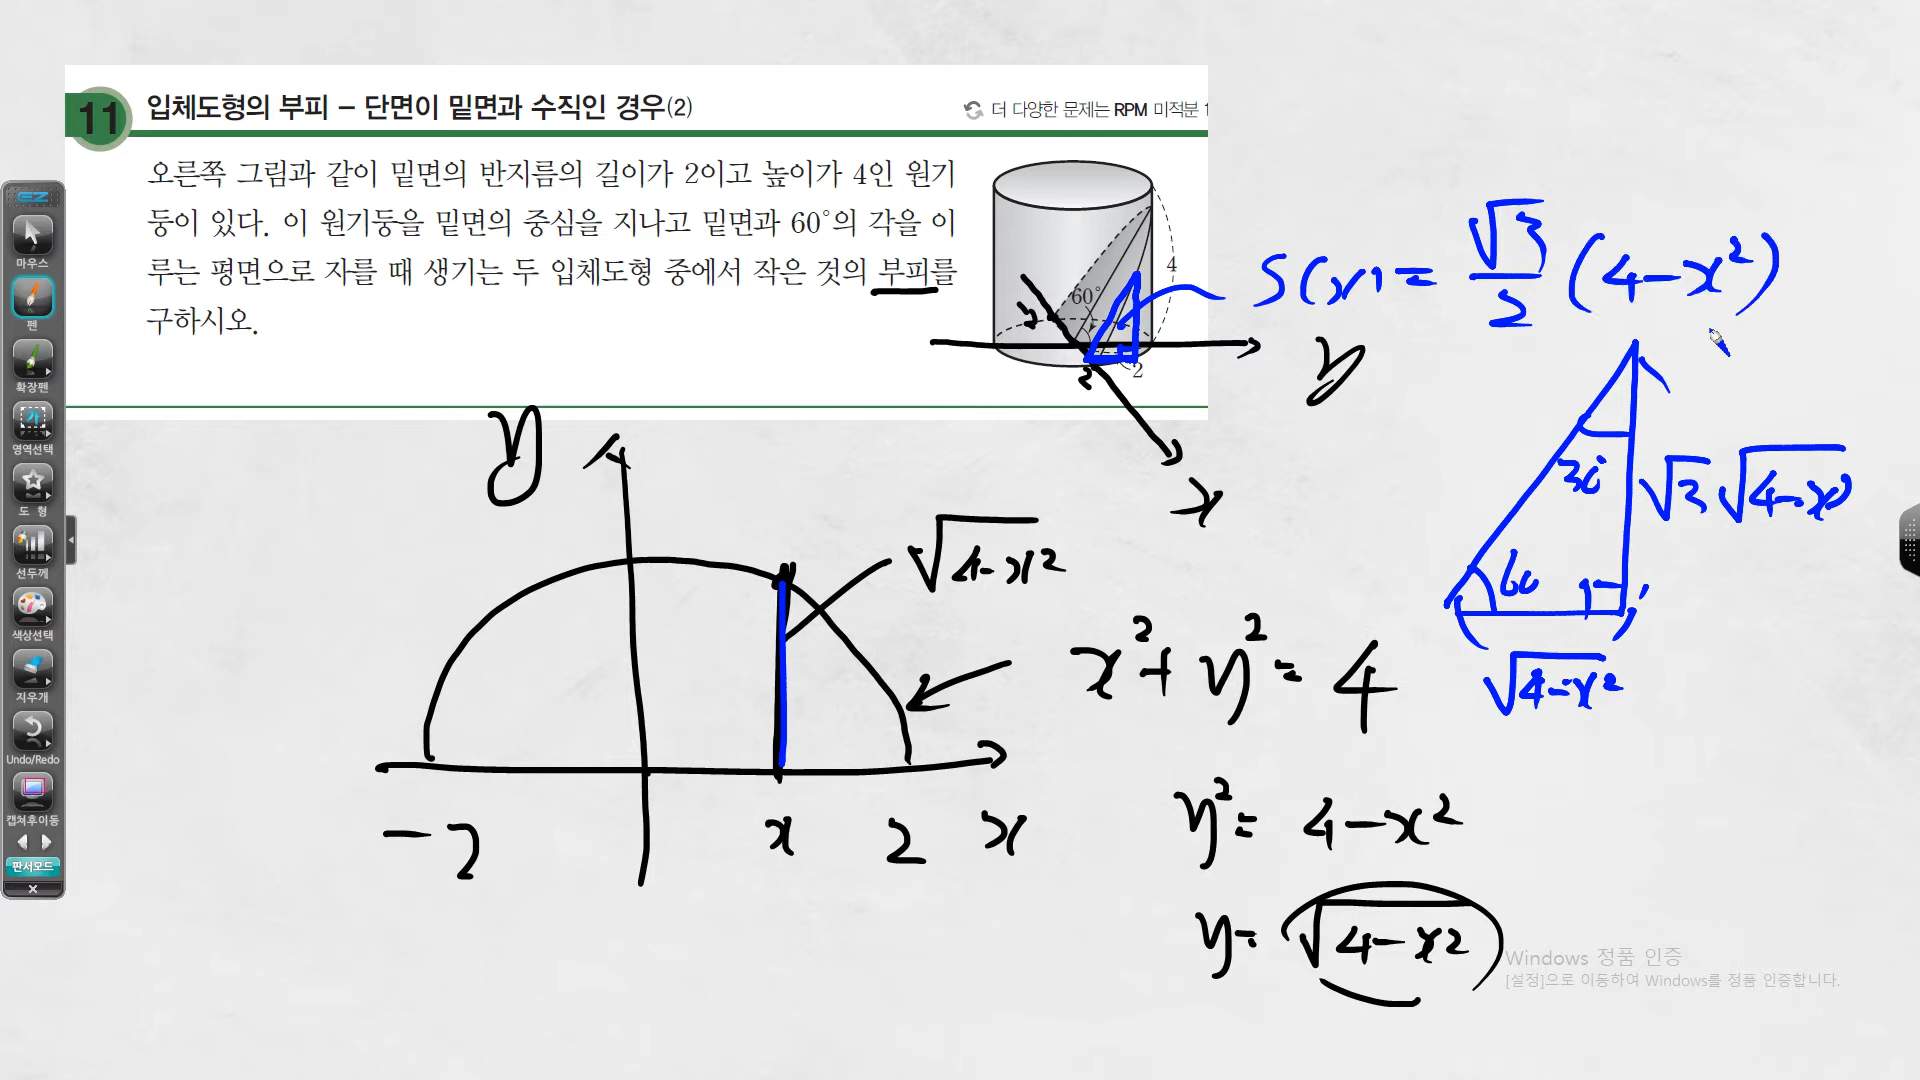 11 입체도형의 부피 – 단면이 밑면과 수직인 경우(2)
더 다양한 문제는 RPM 미적분
오른쪽 그림과 같이 밑면의 반지름의 길이가 2이고 높이가 4인 원기
둥이 있다. 이 원기둥을 밑면의 중심을 지나고 밑면과 60°의 각을 이
루는 평면으로 자를 때 생기는 두 입체도형 중에서 작은 것의 부피를
구하시오.
4
60°
2
2
y
x
S(x) = √3/2 (4-x²)
30
√3 √4-x²
60
√4-x²
y
√4-x²
x²+y²=4
-2
x
2
x
y²= 4-x²
y= √4-x²
EZ
마우스
펜
확장펜
영역선택
도 형
선두께
색상선택
지우개
Undo/Redo
캡쳐후이동
판서모드
x
Windows 정품 인증
[설정]으로 이동하여 Windows를 정품 인증합니다.